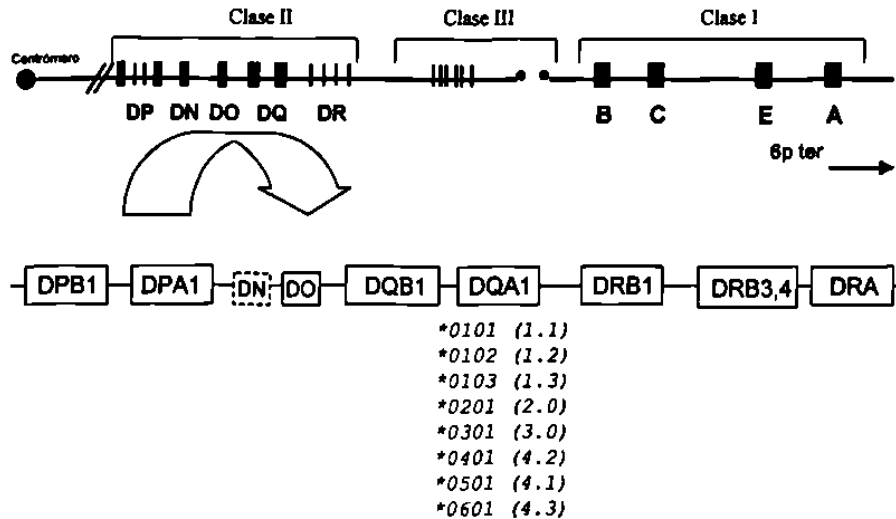 Clase II Clase III Clase I
Centrómero
DP DN DO DQ DR B C E A
6p ter
DPB1 DPA1 DN DO DQB1 DQA1 DRB1 DRB3,4 DRA
*0101 (1.1)
*0102 (1.2)
*0103 (1.3)
*0201 (2.0)
*0301 (3.0)
*0401 (4.2)
*0501 (4.1)
*0601 (4.3)